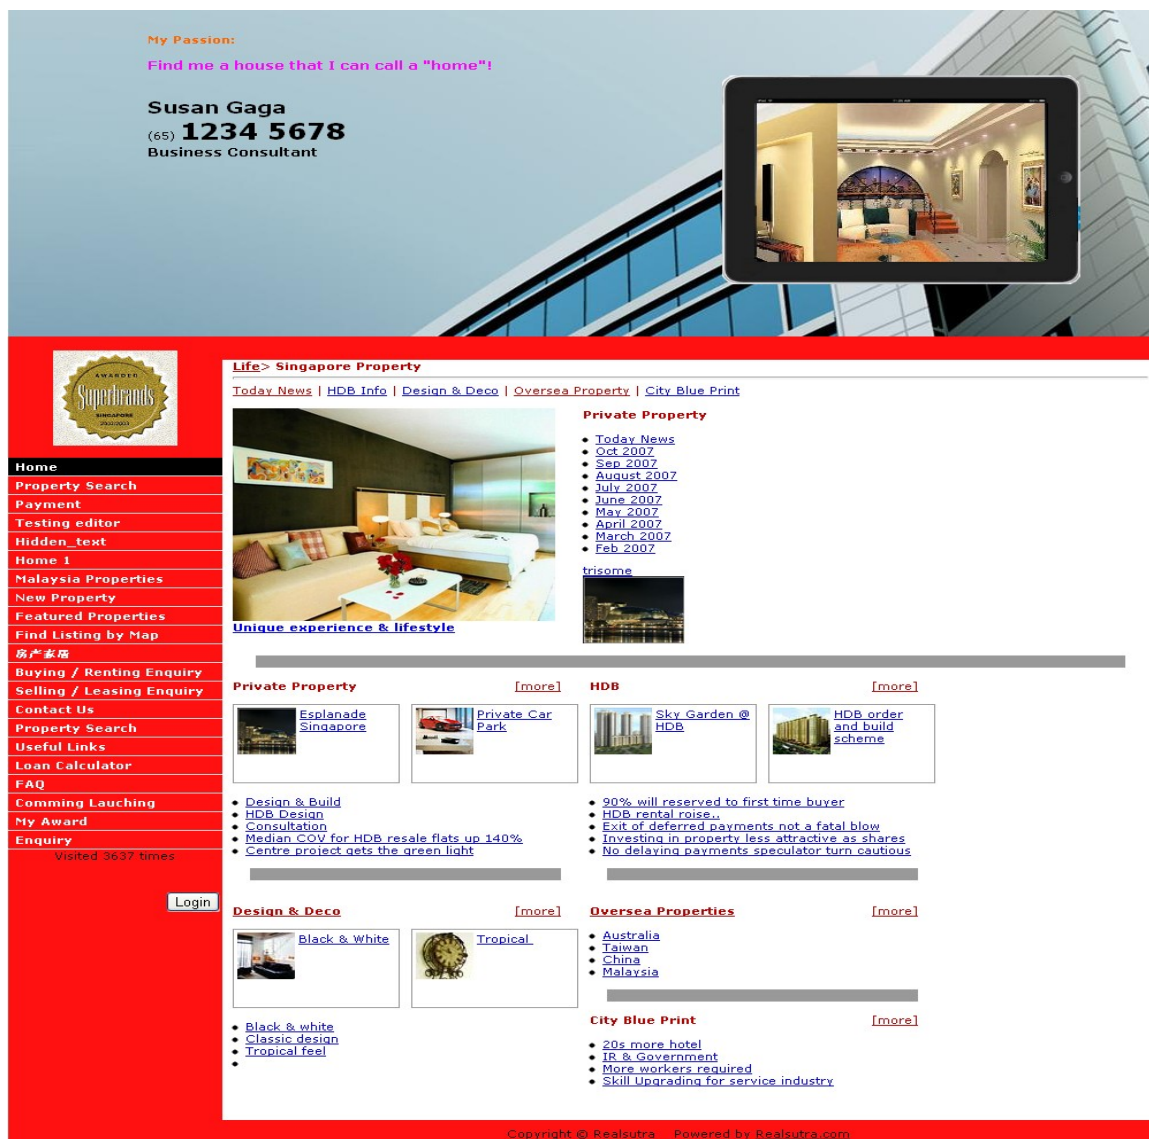 My Passion:
Find me a house that I can call a "home"!
Susan Gaga
(65) 1234 5678
Business Consultant
AWARDED
Superbrands
SINGAPORE
2002/2003
Home
Property Search
Payment
Testing editor
Hidden_text
Home 1
Malaysia Properties
New Property
Featured Properties
Find Listing by Map
房产家居
Buying / Renting Enquiry
Selling / Leasing Enquiry
Contact Us
Property Search
Useful Links
Loan Calculator
FAQ
Comming Lauching
My Award
Enquiry
Visited 3637 times
Login
Life> Singapore Property
Today News | HDB Info | Design & Deco | Oversea Property | City Blue Print
Unique experience & lifestyle
Private Property
Today News
Oct 2007
Sep 2007
August 2007
July 2007
June 2007
May 2007
April 2007
March 2007
Feb 2007
trisome
Private Property [more]
Esplanade
Singapore
Private Car
Park
Design & Build
HDB Design
Consultation
Median COV for HDB resale flats up 140%
Centre project gets the green light
HDB [more]
Sky Garden @
HDB
HDB order
and build
scheme
90% will reserved to first time buyer
HDB rental roise..
Exit of deferred payments not a fatal blow
Investing in property less attractive as shares
No delaying payments speculator turn cautious
Design & Deco [more]
Black & White
Tropical
Black & white
Classic design
Tropical feel
Oversea Properties [more]
Australia
Taiwan
China
Malaysia
City Blue Print [more]
20s more hotel
IR & Government
More workers required
Skill Upgrading for service industry
Copyright © Realsutra Powered by Realsutra.com